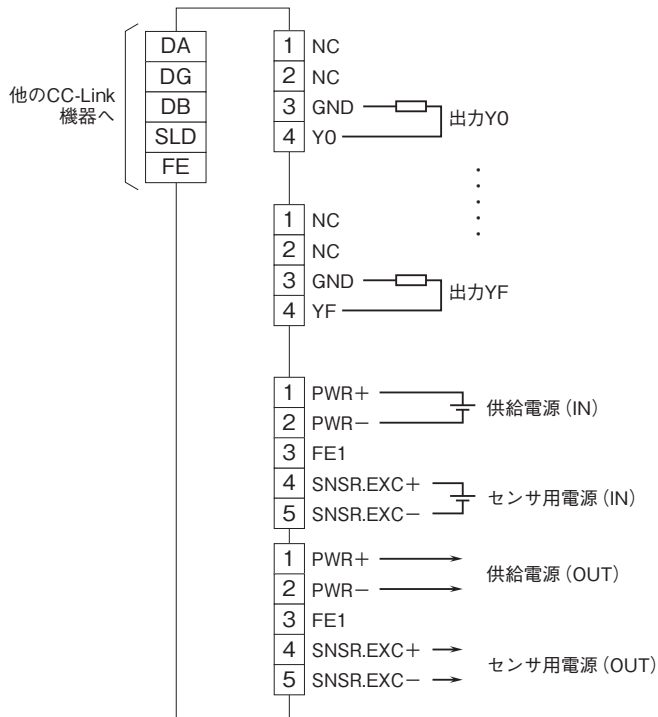 他のCC-Link
機器へ
DA
DG
DB
SLD
FE
1 NC
2 NC
3 GND
4 Y0
出力Y0
1 NC
2 NC
3 GND
4 YF
出力YF
1 PWR+
2 PWR−
供給電源(IN)
3 FE1
4 SNSR.EXC+
5 SNSR.EXC−
センサ用電源(IN)
1 PWR+
2 PWR−
供給電源(OUT)
3 FE1
4 SNSR.EXC+
5 SNSR.EXC−
センサ用電源(OUT)